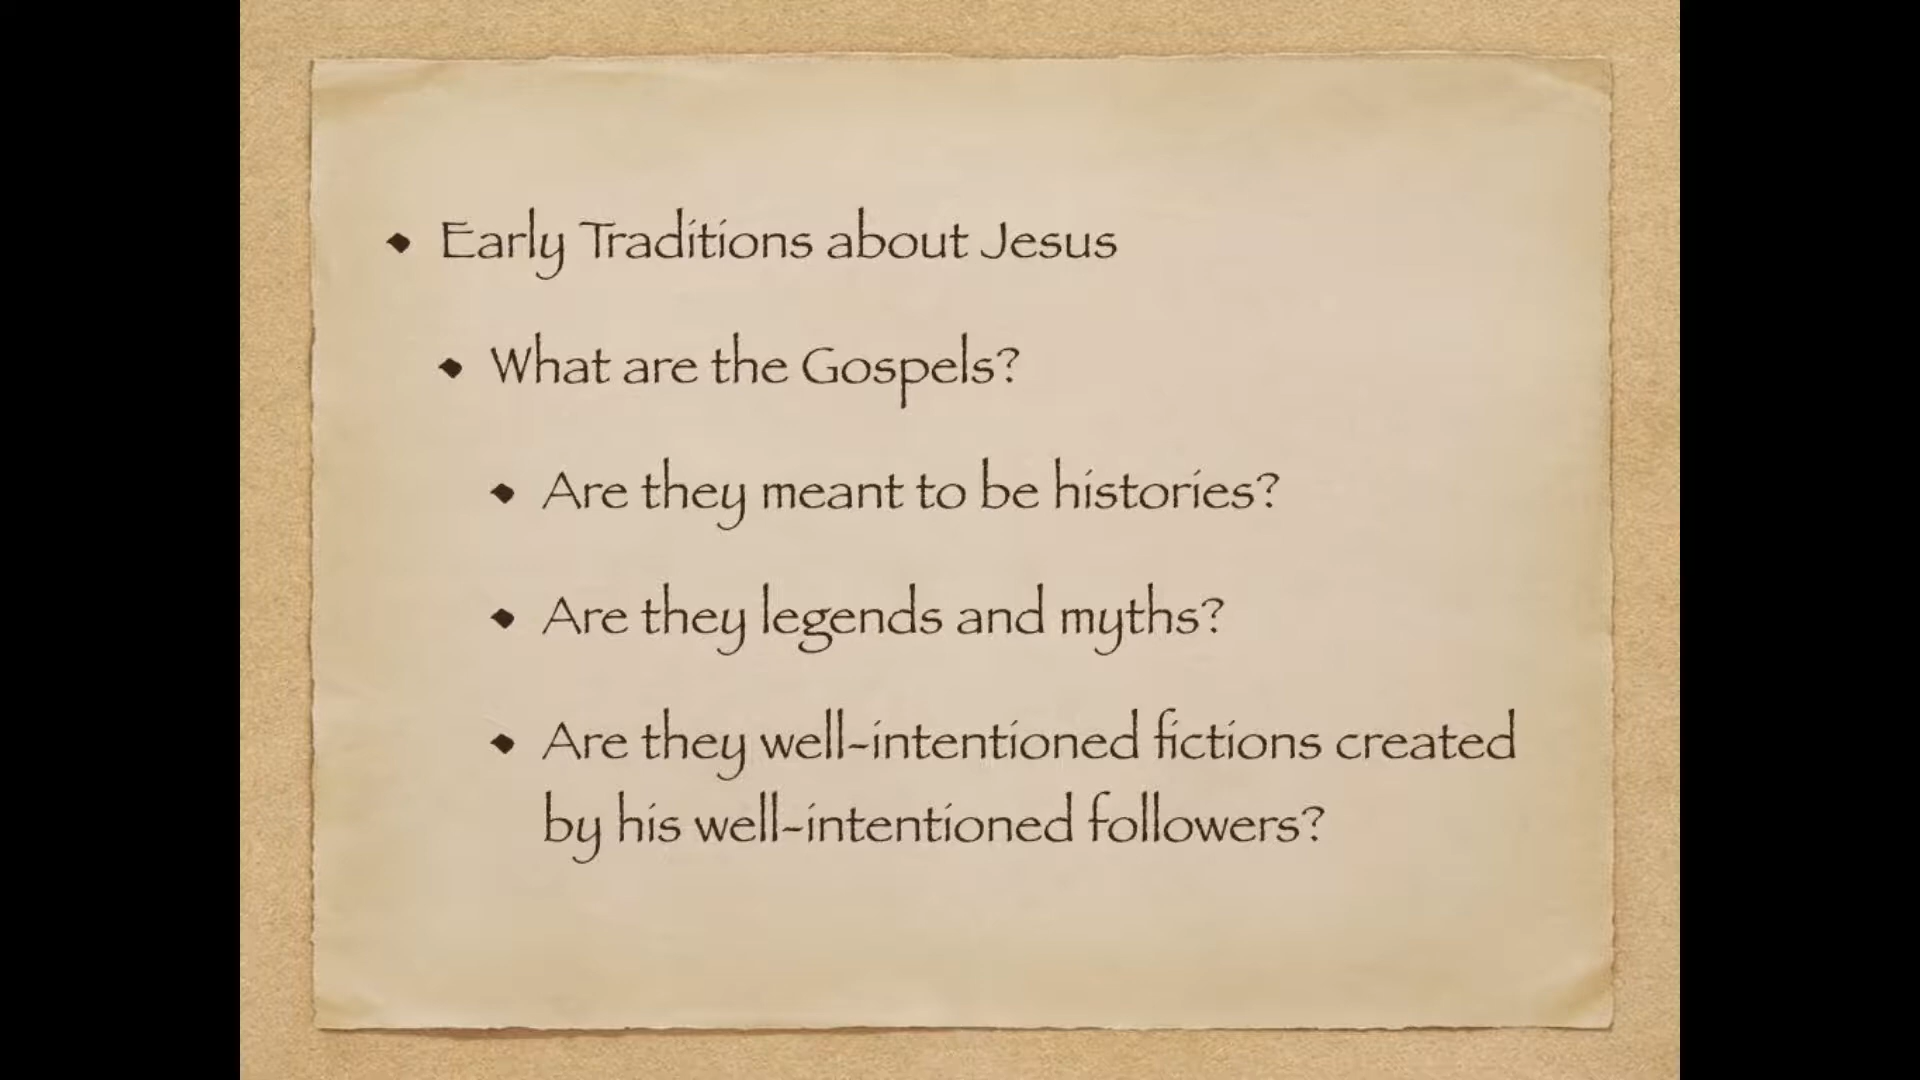 Early Traditions about Jesus
What are the Gospels?
Are they meant to be histories?
Are they legends and myths?
Are they well-intentioned fictions created
by his well-intentioned followers?